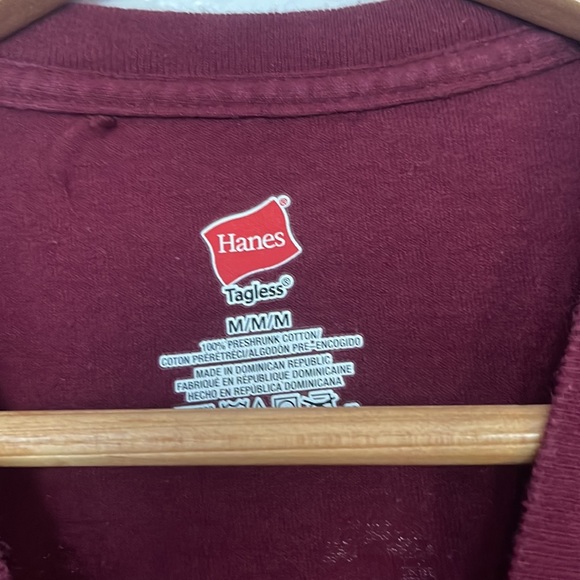 Hanes®
Tagless®
M/M/M
100% PRESHRUNK COTTON/
COTON PRÉRÉTRÉCI/ALGODÓN PRE-ENCOGIDO
MADE IN DOMINICAN REPUBLIC
FABRIQUÉ EN RÉPUBLIQUE DOMINICAINE
HECHO EN REPÚBLICA DOMINICANA